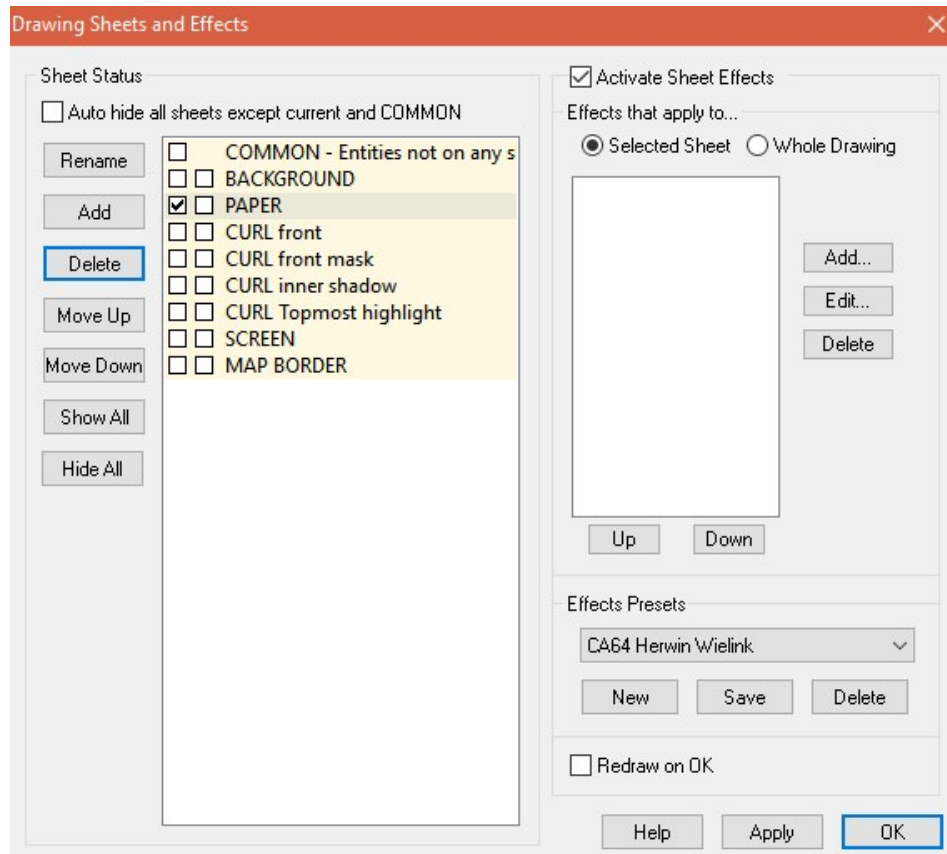 Drawing Sheets and Effects
Sheet Status
Auto hide all sheets except current and COMMON
Rename
Add
Delete
Move Up
Move Down
Show All
Hide All
COMMON - Entities not on any s
BACKGROUND
PAPER
CURL front
CURL front mask
CURL inner shadow
CURL Topmost highlight
SCREEN
MAP BORDER
Activate Sheet Effects
Effects that apply to...
Selected Sheet Whole Drawing
Add...
Edit...
Delete
Up Down
Effects Presets
CA64 Herwin Wielink
New Save Delete
Redraw on OK
Help Apply OK